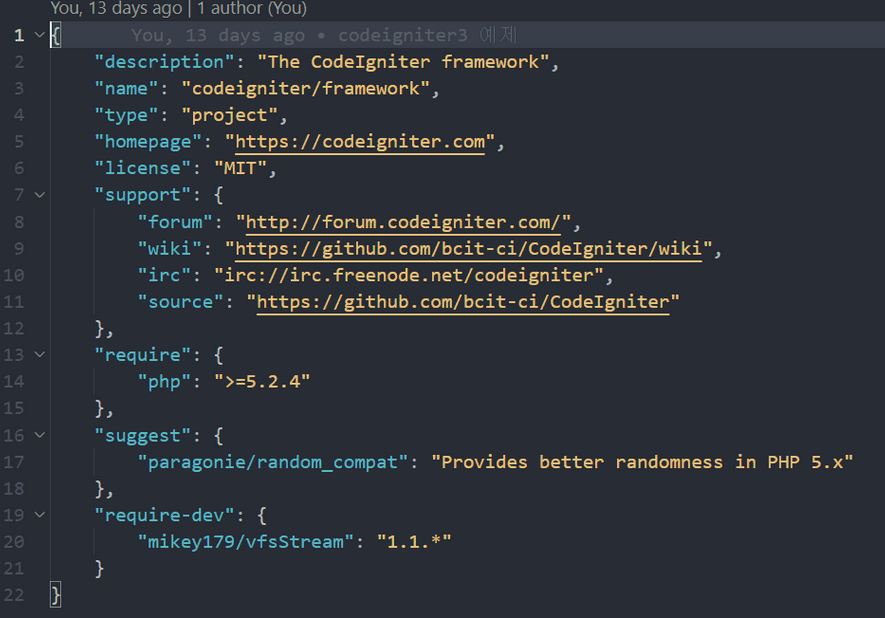 You, 13 days ago | 1 author (You)
1 { You, 13 days ago • codeigniter3 예제
2 "description": "The CodeIgniter framework",
3 "name": "codeigniter/framework",
4 "type": "project",
5 "homepage": "https://codeigniter.com",
6 "license": "MIT",
7 "support": {
8 "forum": "http://forum.codeigniter.com/",
9 "wiki": "https://github.com/bcit-ci/CodeIgniter/wiki",
10 "irc": "irc://irc.freenode.net/codeigniter",
11 "source": "https://github.com/bcit-ci/CodeIgniter"
12 },
13 "require": {
14 "php": ">=5.2.4"
15 },
16 "suggest": {
17 "paragonie/random_compat": "Provides better randomness in PHP 5.x"
18 },
19 "require-dev": {
20 "mikey179/vfsStream": "1.1.*"
21 }
22 }